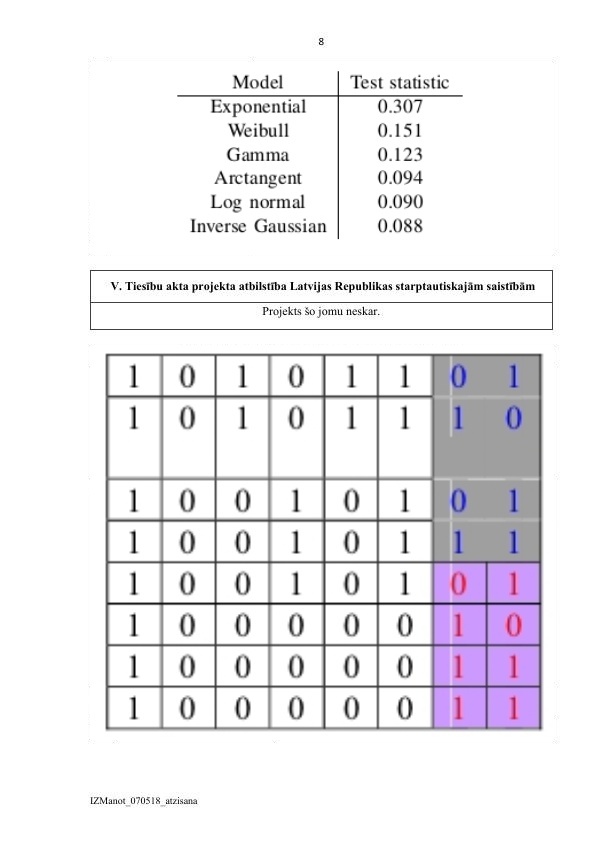 8
Model Test statistic
Exponential 0.307
Weibull 0.151
Gamma 0.123
Arctangent 0.094
Log normal 0.090
Inverse Gaussian 0.088
V. Tiesību akta projekta atbilstība Latvijas Republikas starptautiskajām saistībām
Projekts šo jomu neskar.
1 0 1 0 1 1 0 1
1 0 1 0 1 1 1 0
1 0 0 1 0 1 0 1
1 0 0 1 0 1 1 1
1 0 0 1 0 1 0 1
1 0 0 0 0 0 1 0
1 0 0 0 0 0 1 1
1 0 0 0 0 0 1 1
IZManot_070518_atzisana